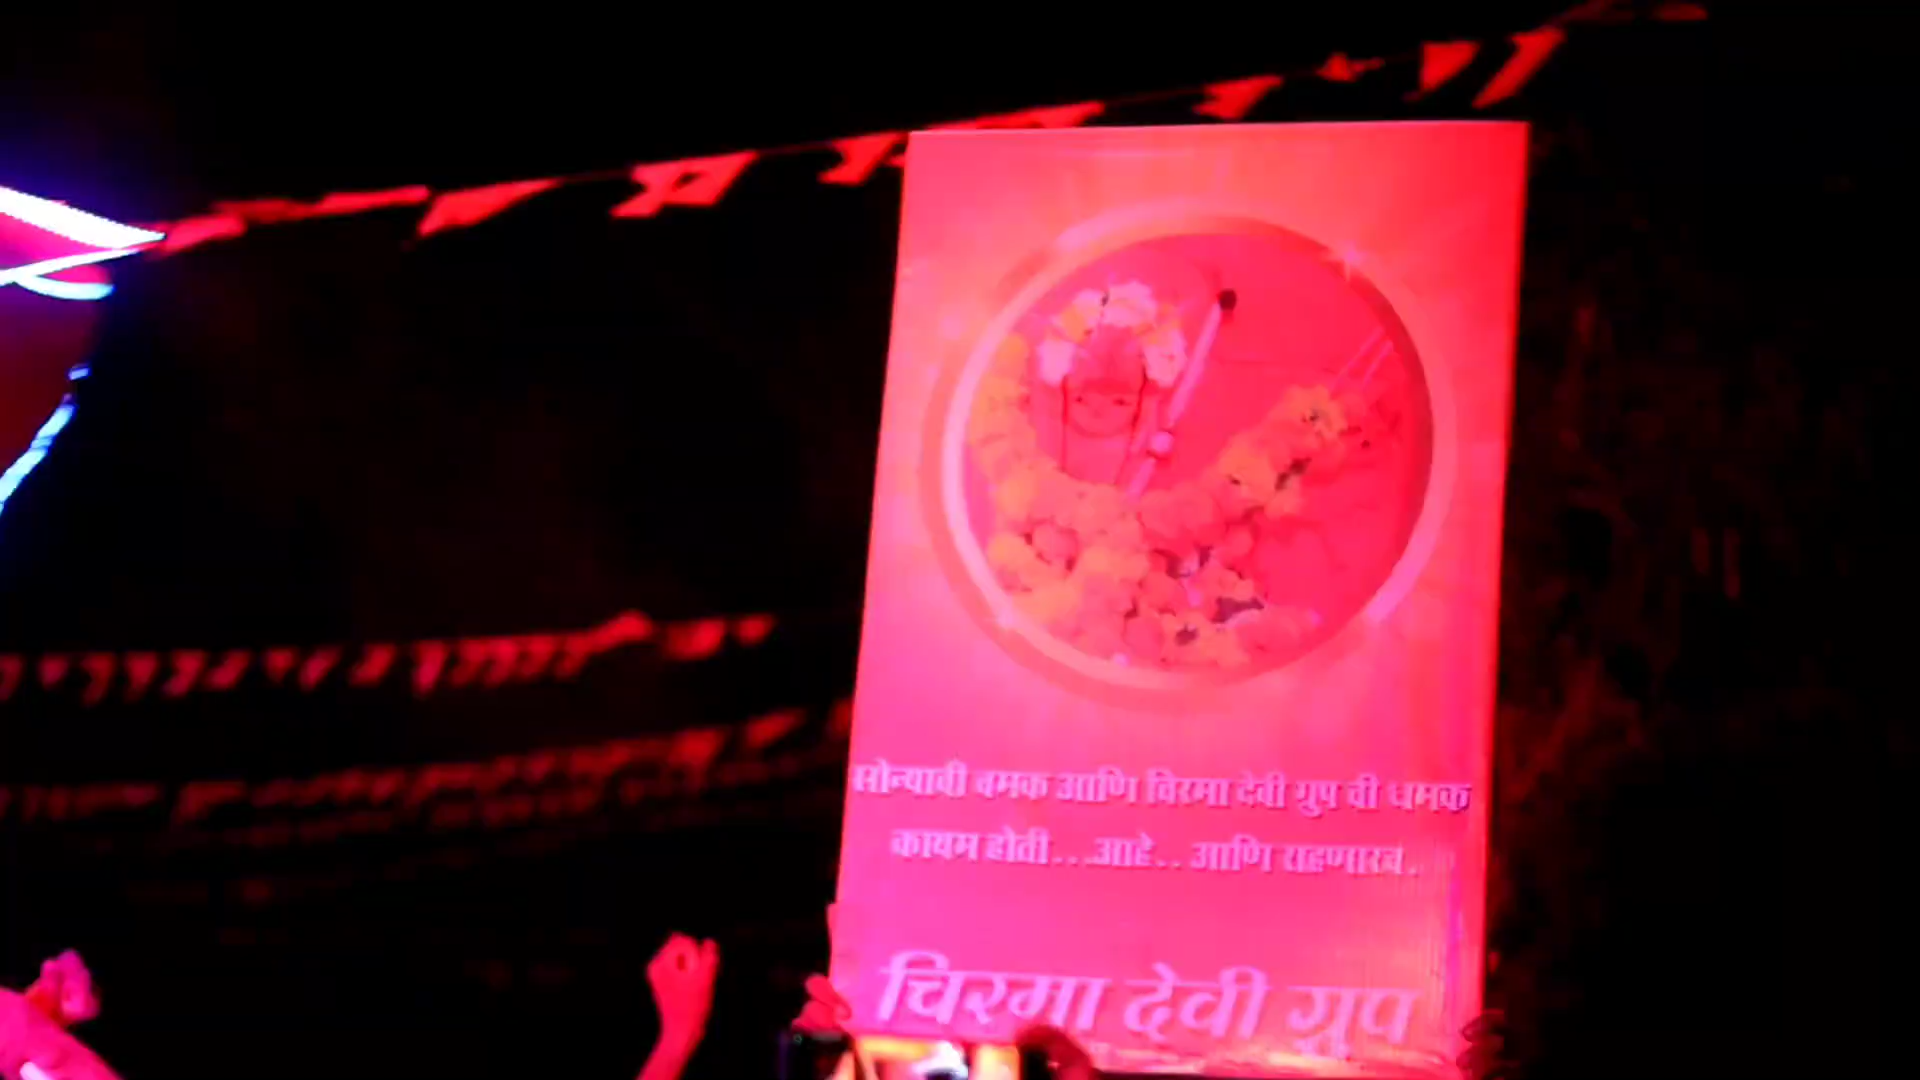 सोन्याची चमक आणि चिरमा देवी ग्रुप ची धमक
कायम होती...आहे.. आणि राहणारच.
चिरमा देवी ग्रुप